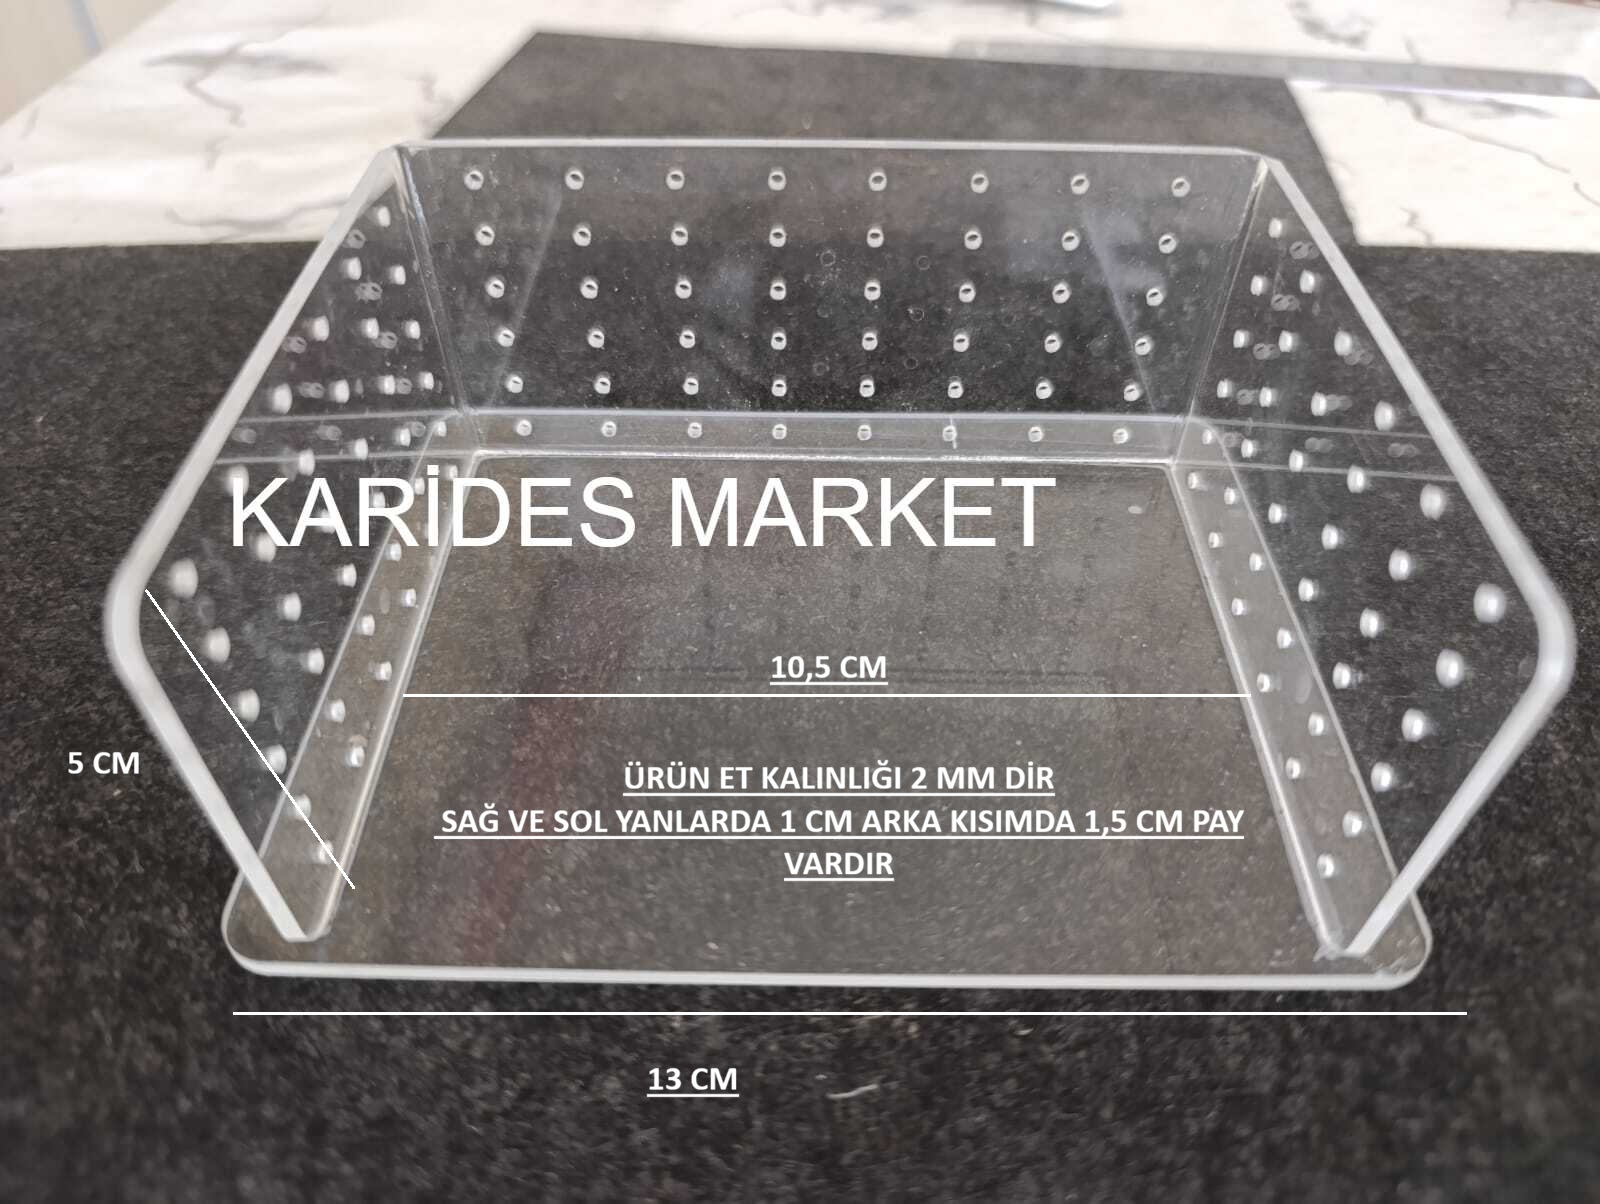 KARİDES MARKET
10,5 CM
5 CM
ÜRÜN ET KALINLIĞI 2 MM DİR
SAĞ VE SOL YANLARDA 1 CM ARKA KISIMDA 1,5 CM PAY
VARDIR
13 CM